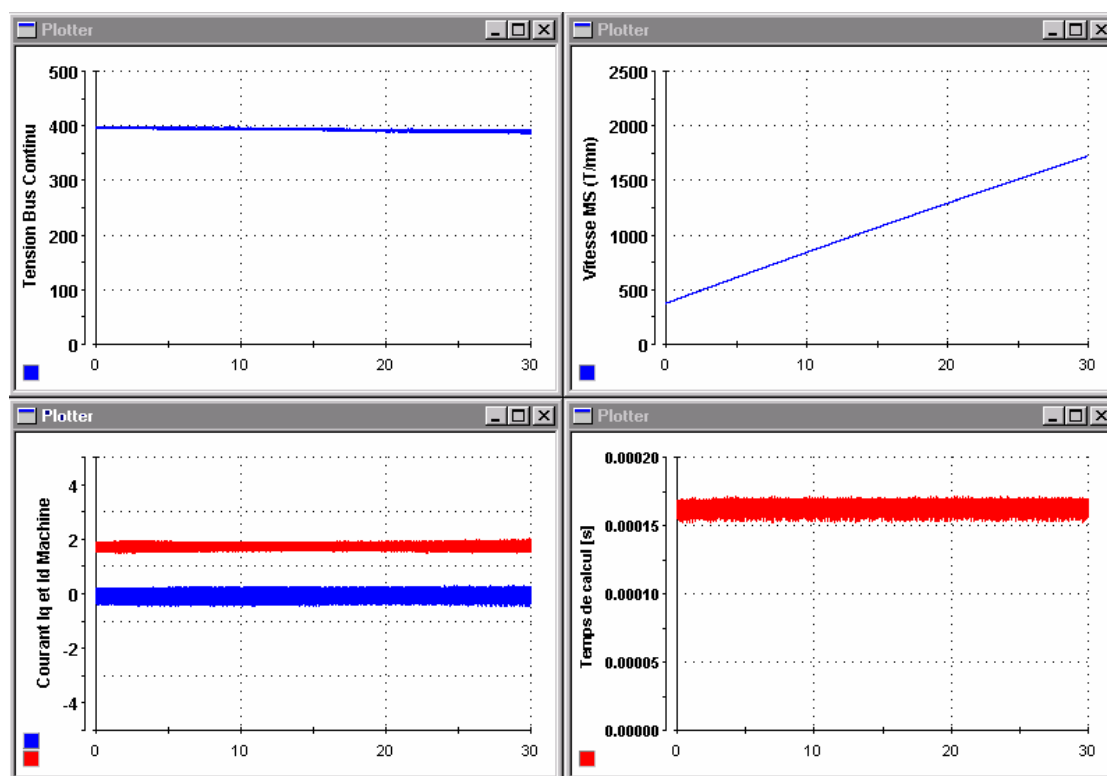 Plotter
Tension Bus Continu
500
400
300
200
100
0
0 10 20 30
Plotter
Vitesse MS (T/mn)
2500
2000
1500
1000
500
0
0 10 20 30
Plotter
Courant Iq et Id Machine
4
2
0
-2
-4
0 10 20 30
Plotter
Temps de calcul [s]
0.00020
0.00015
0.00010
0.00005
0.00000
0 10 20 30